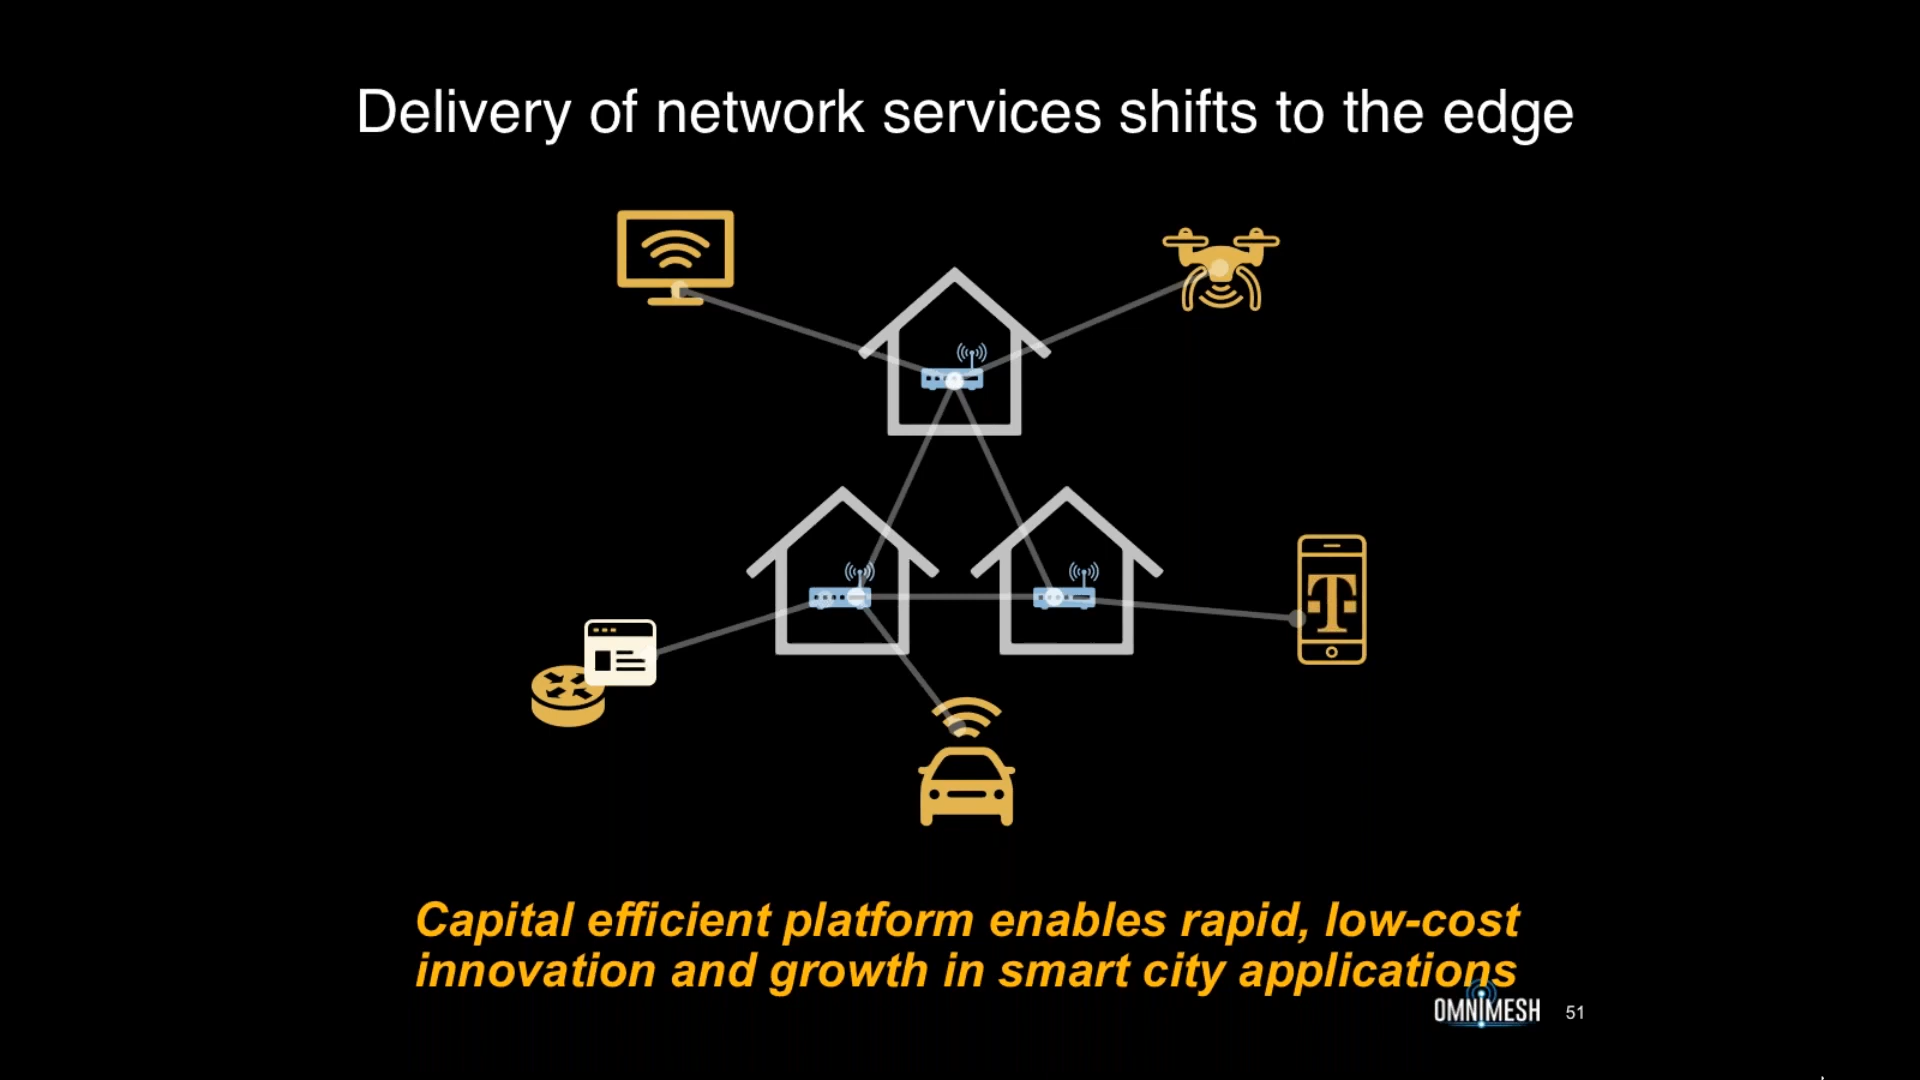 Delivery of network services shifts to the edge
T
Capital efficient platform enables rapid, low-cost
innovation and growth in smart city applications
OMNIMESH
51